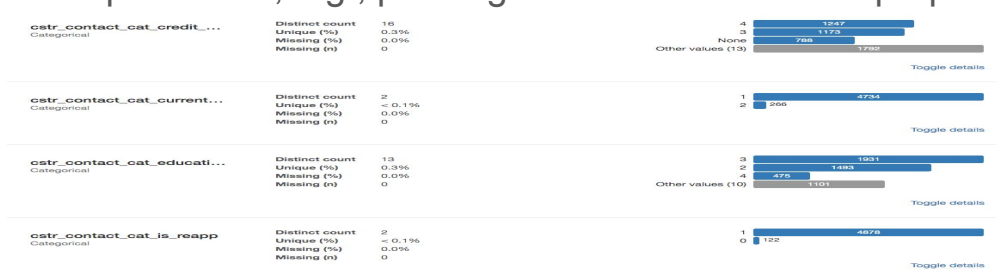 cstr_contact_cat_credit_...
Categorical
Distinct count 16
Unique (%) 0.3%
Missing (%) 0.0%
Missing (n) 0
4 1247
3 1173
None 788
Other values (13) 1792
Toggle details
cstr_contact_cat_current...
Categorical
Distinct count 2
Unique (%) < 0.1%
Missing (%) 0.0%
Missing (n) 0
1 4734
2 266
Toggle details
cstr_contact_cat_educati...
Categorical
Distinct count 13
Unique (%) 0.3%
Missing (%) 0.0%
Missing (n) 0
3 1931
2 1493
4 475
Other values (10) 1101
Toggle details
cstr_contact_cat_is_reapp
Categorical
Distinct count 2
Unique (%) < 0.1%
Missing (%) 0.0%
Missing (n) 0
1 4878
0 122
Toggle details